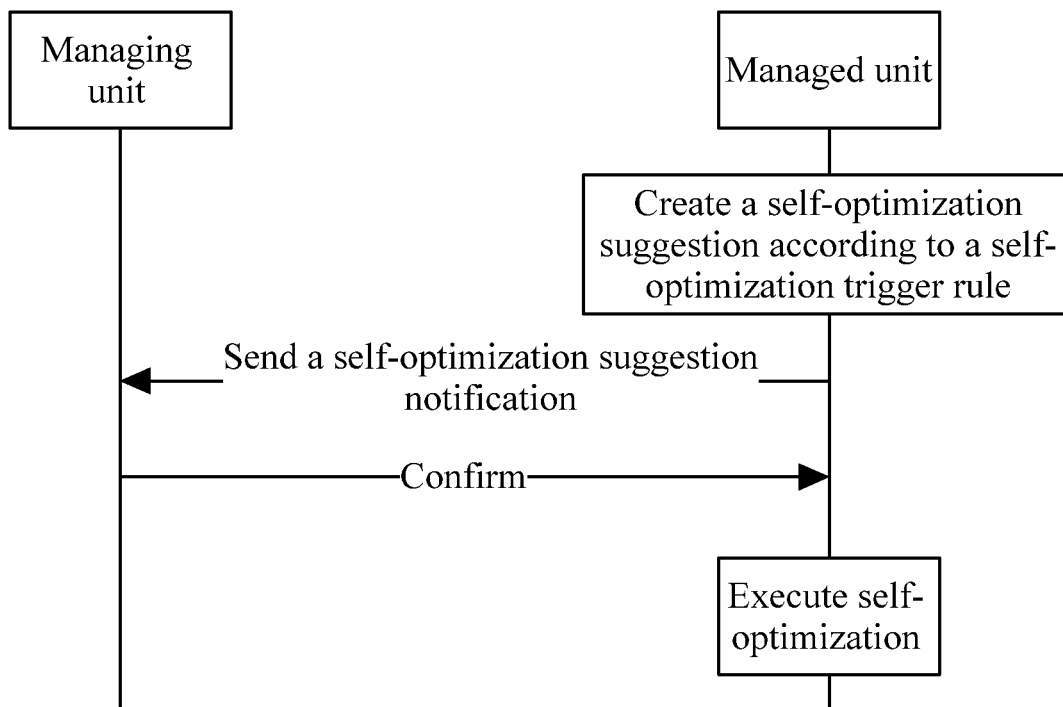 Managing
unit
Managed unit
Create a self-optimization
suggestion according to a self-
optimization trigger rule
Send a self-optimization suggestion
notification
Confirm
Execute self-
optimization